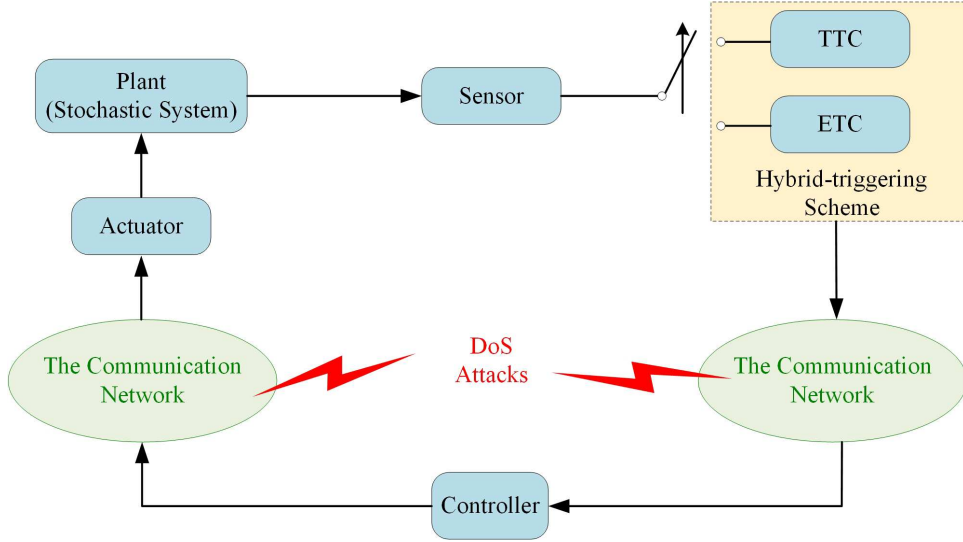 Plant
(Stochastic System)
Sensor
TTC
ETC
Hybrid-triggering
Scheme
Actuator
The Communication
Network
DoS
Attacks
The Communication
Network
Controller